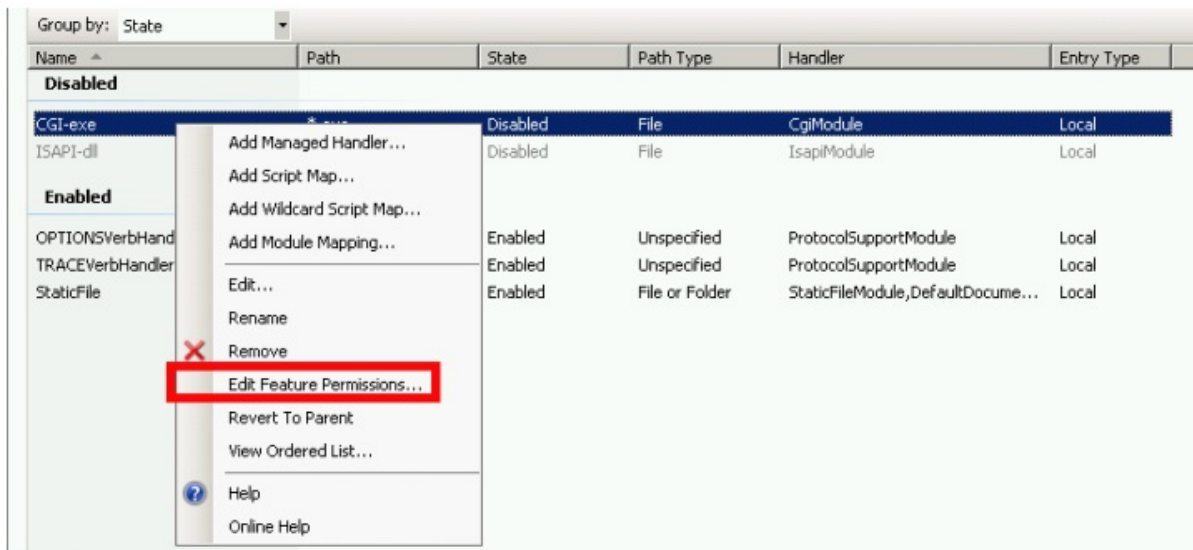 Group by: State
Name Path State Path Type Handler Entry Type
Disabled
CGI-exe Disabled File CgiModule Local
ISAPI-dll Disabled File IsapiModule Local
Enabled
OPTIONSVerbHand Enabled Unspecified ProtocolSupportModule Local
TRACEVerbHandler Enabled Unspecified ProtocolSupportModule Local
StaticFile Enabled File or Folder StaticFileModule,DefaultDocume... Local
Add Managed Handler...
Add Script Map...
Add Wildcard Script Map...
Add Module Mapping...
Edit...
Rename
Remove
Edit Feature Permissions...
Revert To Parent
View Ordered List...
Help
Online Help